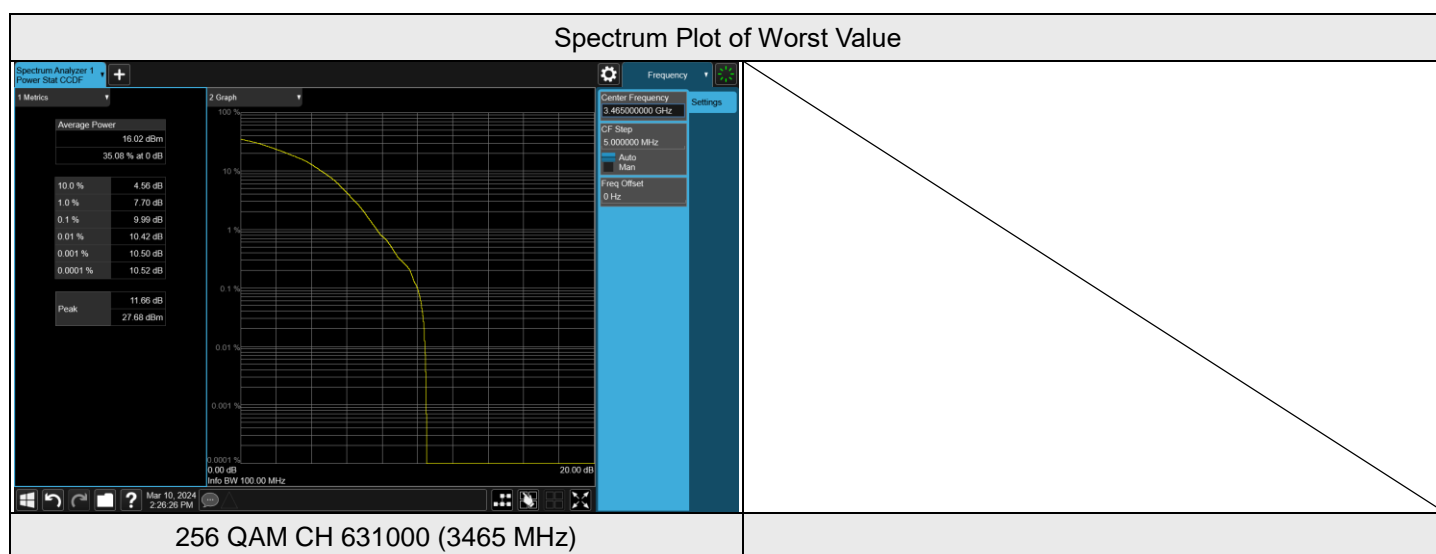 Spectrum Plot of Worst Value
Spectrum Analyzer 1
Power Stat CCDF
Frequency
1 Metrics
2 Graph
Average Power
16.02 dBm
35.08 % at 0 dB
10.0 % 4.56 dB
1.0 % 7.70 dB
0.1 % 9.99 dB
0.01 % 10.42 dB
0.001 % 10.50 dB
0.0001 % 10.52 dB
Peak 11.66 dB
27.68 dBm
100 %
10 %
1 %
0.1 %
0.01 %
0.001 %
0.0001 %
0.00 dB 20.00 dB
Info BW 100.00 MHz
Center Frequency
3.465000000 GHz
Settings
CF Step
5.000000 MHz
Auto
Man
Freq Offset
0 Hz
?
Mar 10, 2024
2:26:26 PM
256 QAM CH 631000 (3465 MHz)